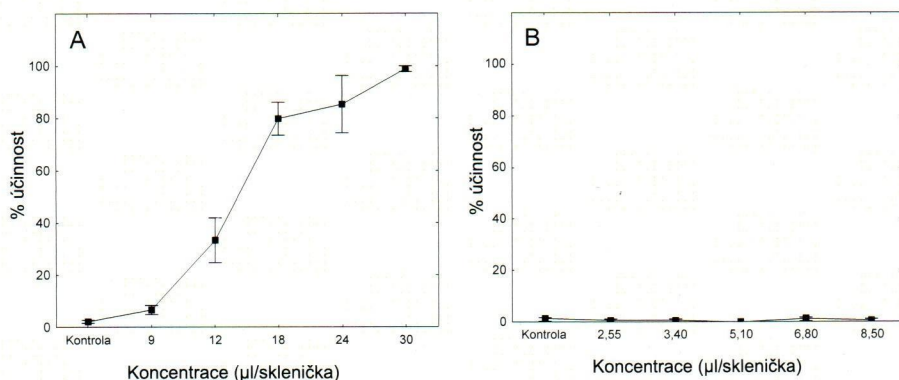 A
% účinnost
100
80
60
40
20
0
Kontrola 9 12 18 24 30
Koncentrace (µl/sklenička)
B
% účinnost
100
80
60
40
20
0
Kontrola 2,55 3,40 5,10 6,80 8,50
Koncentrace (µl/sklenička)